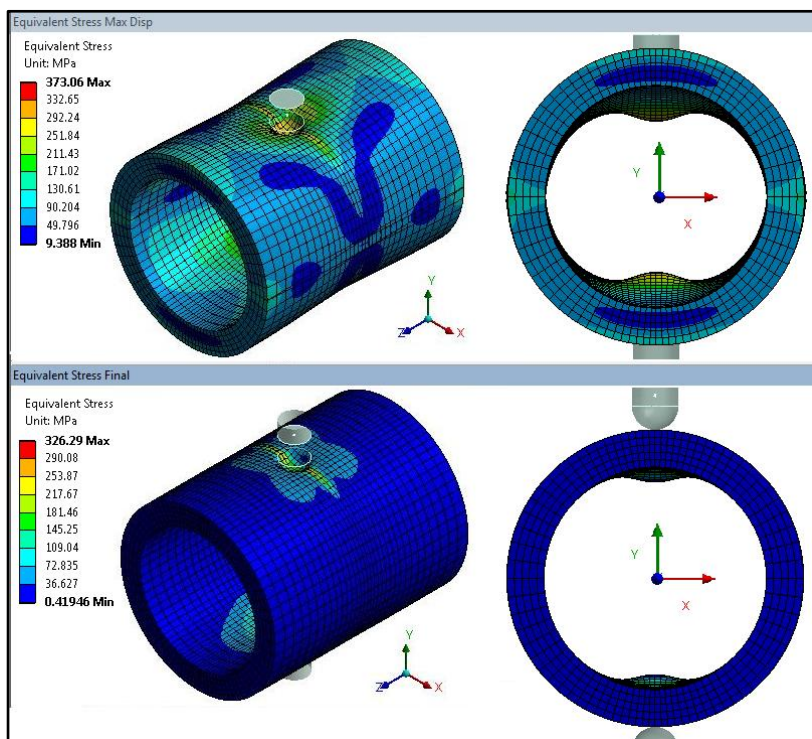 Equivalent Stress Max Disp
Equivalent Stress
Unit: MPa
373.06 Max
332.65
292.24
251.84
211.43
171.02
130.61
90.204
49.796
9.388 Min
Y
Z
X
Y
X
Equivalent Stress Final
Equivalent Stress
Unit: MPa
326.29 Max
290.08
253.87
217.67
181.46
145.25
109.04
72.835
36.627
0.41946 Min
Y
Z
X
Y
X